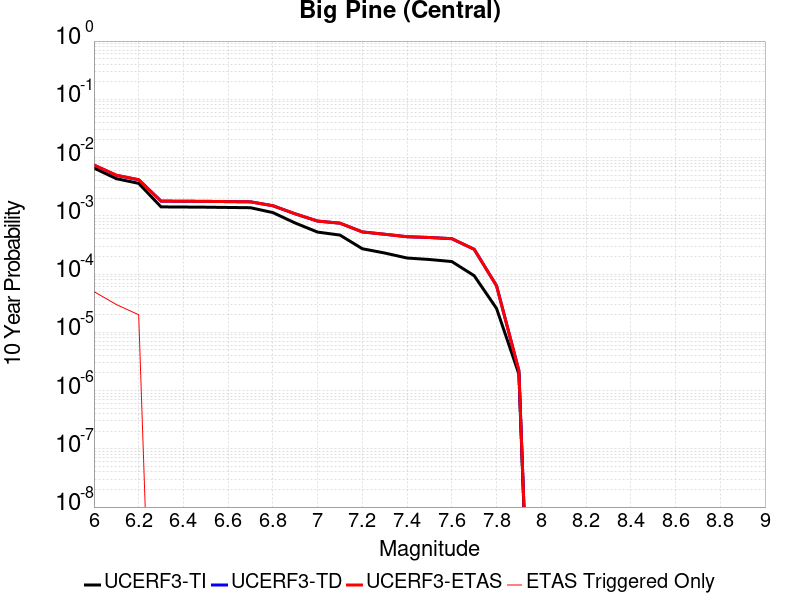 Big Pine (Central)
10 Year Probability
10^0
10^-1
10^-2
10^-3
10^-4
10^-5
10^-6
10^-7
10^-8
6 6.2 6.4 6.6 6.8 7 7.2 7.4 7.6 7.8 8 8.2 8.4 8.6 8.8 9
Magnitude
UCERF3-TI UCERF3-TD UCERF3-ETAS ETAS Triggered Only